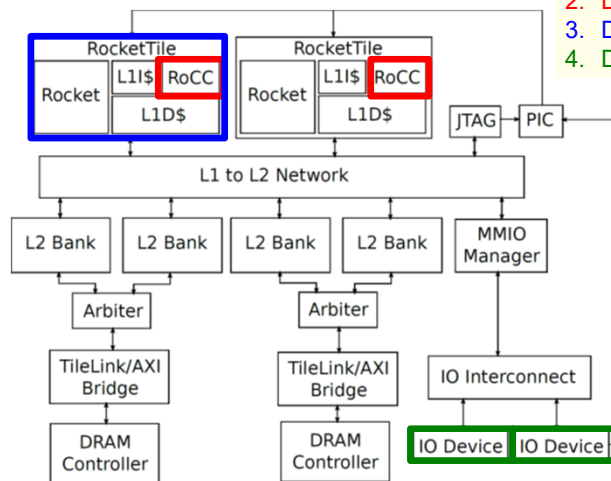 2. D
3. D
4. D
RocketTile
RocketTile
Rocket
L1I$
RoCC
L1D$
Rocket
L1I$
RoCC
L1D$
JTAG
PIC
L1 to L2 Network
L2 Bank
L2 Bank
L2 Bank
L2 Bank
MMIO
Manager
Arbiter
Arbiter
TileLink/AXI
Bridge
TileLink/AXI
Bridge
IO Interconnect
DRAM
Controller
DRAM
Controller
IO Device
IO Device